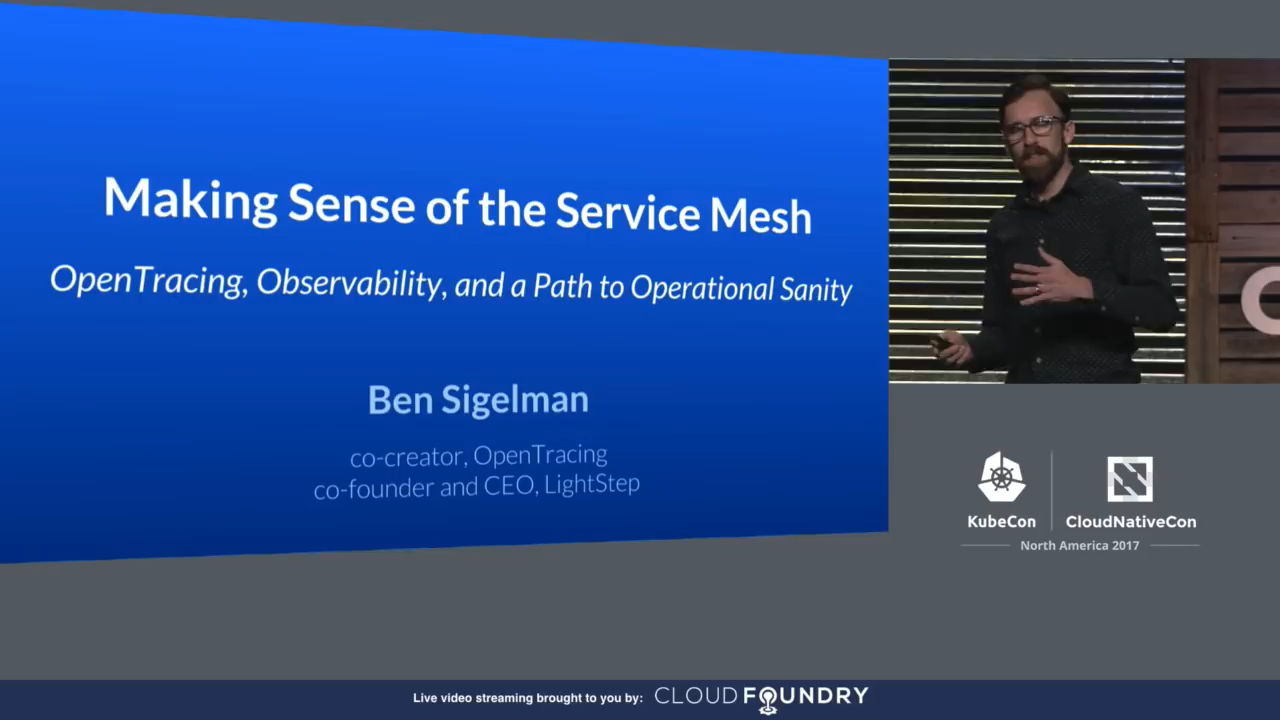 Making Sense of the Service Mesh
OpenTracing, Observability, and a Path to Operational Sanity
Ben Sigelman
co-creator, OpenTracing
co-founder and CEO, LightStep
KubeCon
CloudNativeCon
North America 2017
Live video streaming brought to you by: CLOUD FOUNDRY